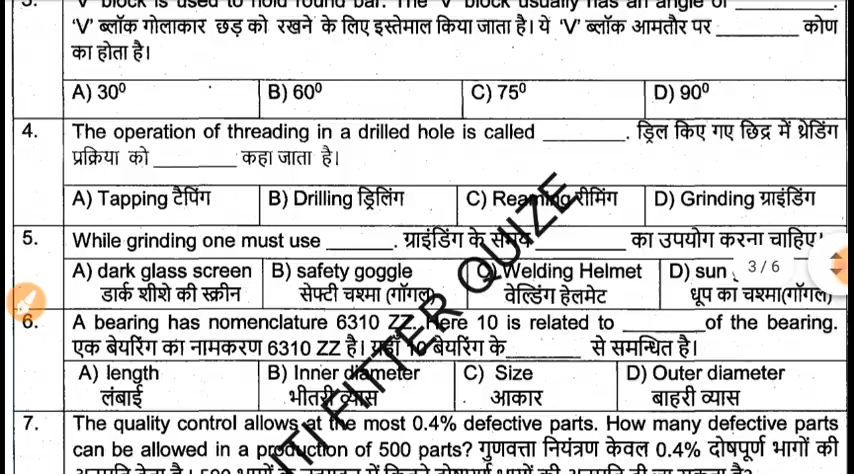 3. 'V' block is used to hold round bar. The 'V' block usually has an angle of ________.
'V' ब्लॉक गोलाकार छड़ को रखने के लिए इस्तेमाल किया जाता है। ये 'V' ब्लॉक आमतौर पर ________ कोण
का होता है।
A) 30⁰ B) 60⁰ C) 75⁰ D) 90⁰
4. The operation of threading in a drilled hole is called ________. ड्रिल किए गए छिद्र में थ्रेडिंग
प्रक्रिया को ________ कहा जाता है।
A) Tapping टैपिंग B) Drilling ड्रिलिंग C) Reaming रीमिंग D) Grinding ग्राइंडिंग
5. While grinding one must use ________. ग्राइंडिंग के समय ________ का उपयोग करना चाहिए
A) dark glass screen B) safety goggle C) Welding Helmet D) sun 3/6
डार्क शीशे की स्क्रीन सेफ्टी चश्मा (गॉगल) वेल्डिंग हेलमेट धूप का चश्मा(गॉगल)
6. A bearing has nomenclature 6310 ZZ. Here 10 is related to ________of the bearing.
एक बेयरिंग का नामकरण 6310 ZZ है। यहाँ 10 बेयरिंग के ________ से समन्धित है।
A) length B) Inner diameter C) Size D) Outer diameter
लंबाई भीतरी व्यास आकार बाहरी व्यास
7. The quality control allows at the most 0.4% defective parts. How many defective parts
can be allowed in a production of 500 parts? गुणवत्ता नियंत्रण केवल 0.4% दोषपूर्ण भागों की
ITI FITTER QUIZE